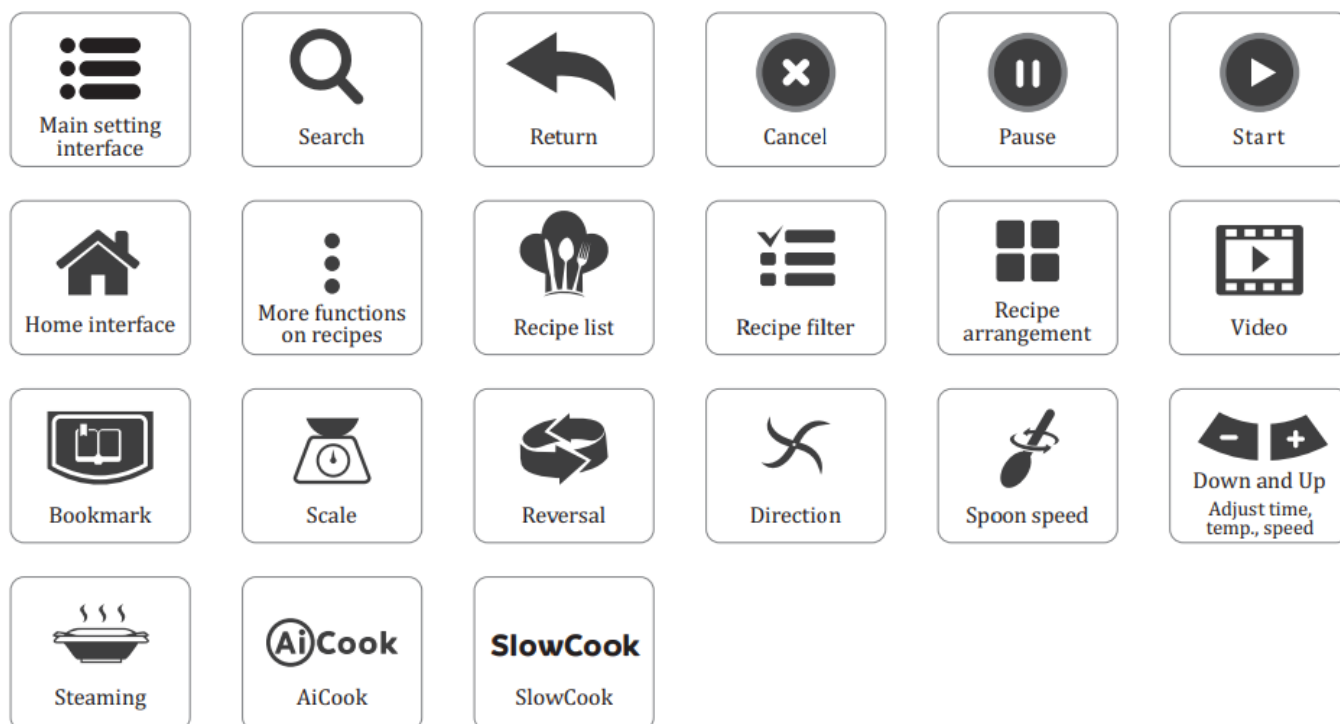 Main setting
interface
Search
Return
Cancel
Pause
Start
Home interface
More functions
on recipes
Recipe list
Recipe filter
Recipe
arrangement
Video
Bookmark
Scale
Reversal
Direction
Spoon speed
Down and Up
Adjust time,
temp., speed
Steaming
AiCook
AiCook
SlowCook
SlowCook